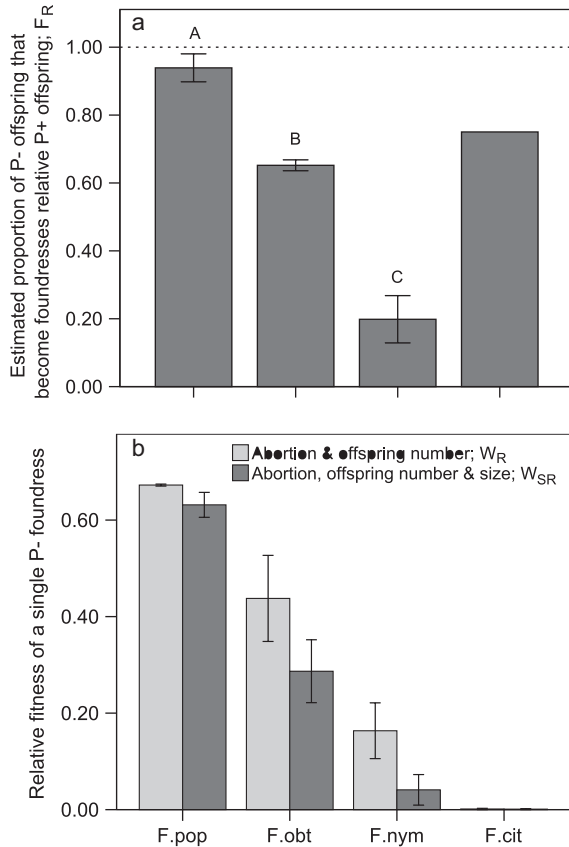 a
Estimated proportion of P- offspring that
become foundresses relative P+ offspring; FR
1.00
0.80
0.60
0.40
0.20
0.00
A
B
C
b
Abortion & offspring number; WR
Abortion, offspring number & size; WSR
Relative fitness of a single P- foundress
0.60
0.40
0.20
0.00
F.pop F.obt F.nym F.cit